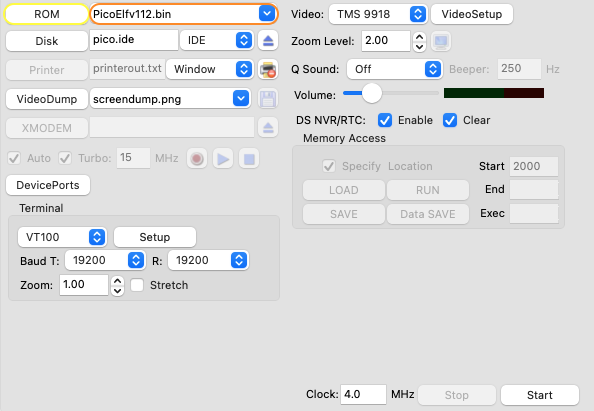 ROM PicoElfv112.bin
Disk pico.ide IDE
Printer printerout.txt Window
VideoDump screendump.png
XMODEM
Auto Turbo: 15 MHz
DevicePorts
Terminal
VT100 Setup
Baud T: 19200 R: 19200
Zoom: 1.00 Stretch
Video: TMS 9918 VideoSetup
Zoom Level: 2.00
Q Sound: Off Beeper: 250 Hz
Volume:
DS NVR/RTC: Enable Clear
Memory Access
Specify Location Start 2000
LOAD RUN End
SAVE Data SAVE Exec
Clock: 4.0 MHz Stop Start